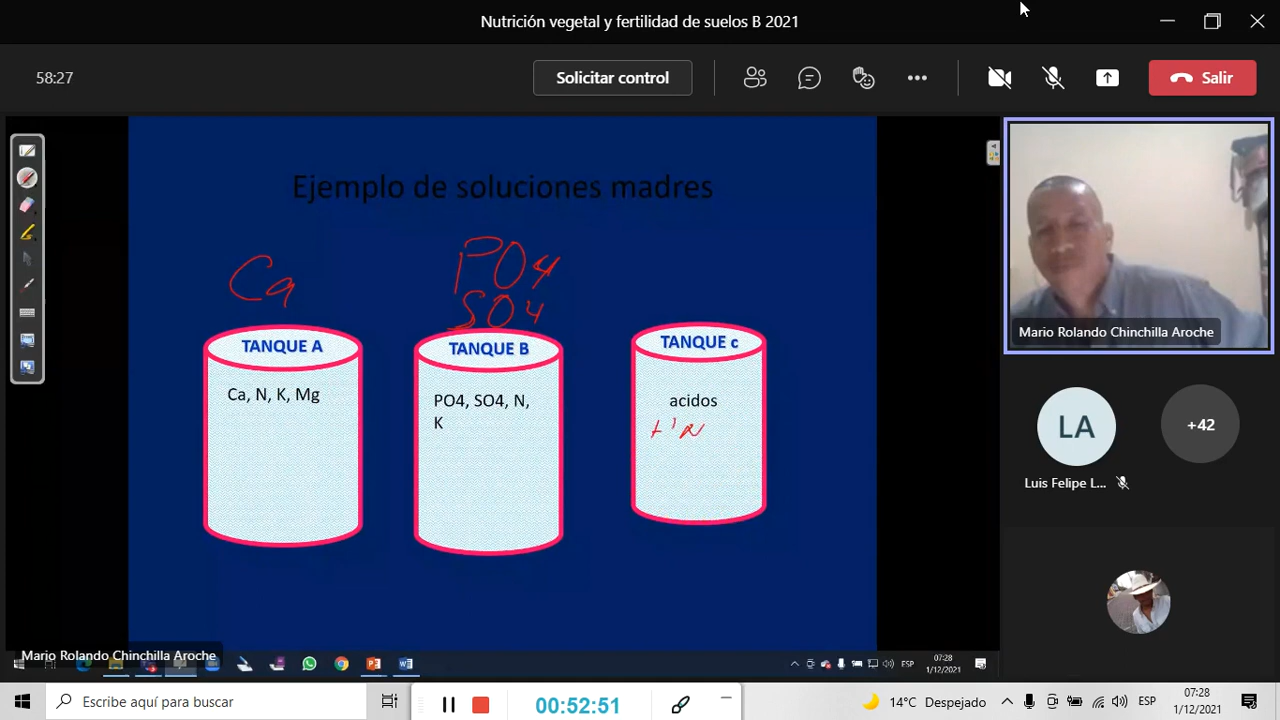 Nutrición vegetal y fertilidad de suelos B 2021
58:27
Solicitar control
Salir
Ejemplo de soluciones madres
Ca
PO4
SO4
TANQUE A
TANQUE B
TANQUE c
Ca, N, K, Mg
PO4, SO4, N,
K
acidos
Mario Rolando Chinchilla Aroche
LA
+42
Luis Felipe L...
Mario Rolando Chinchilla Aroche
ESP
07:28
1/12/2021
Escribe aquí para buscar
00:52:51
14°C Despejado
ESP
07:28
1/12/2021